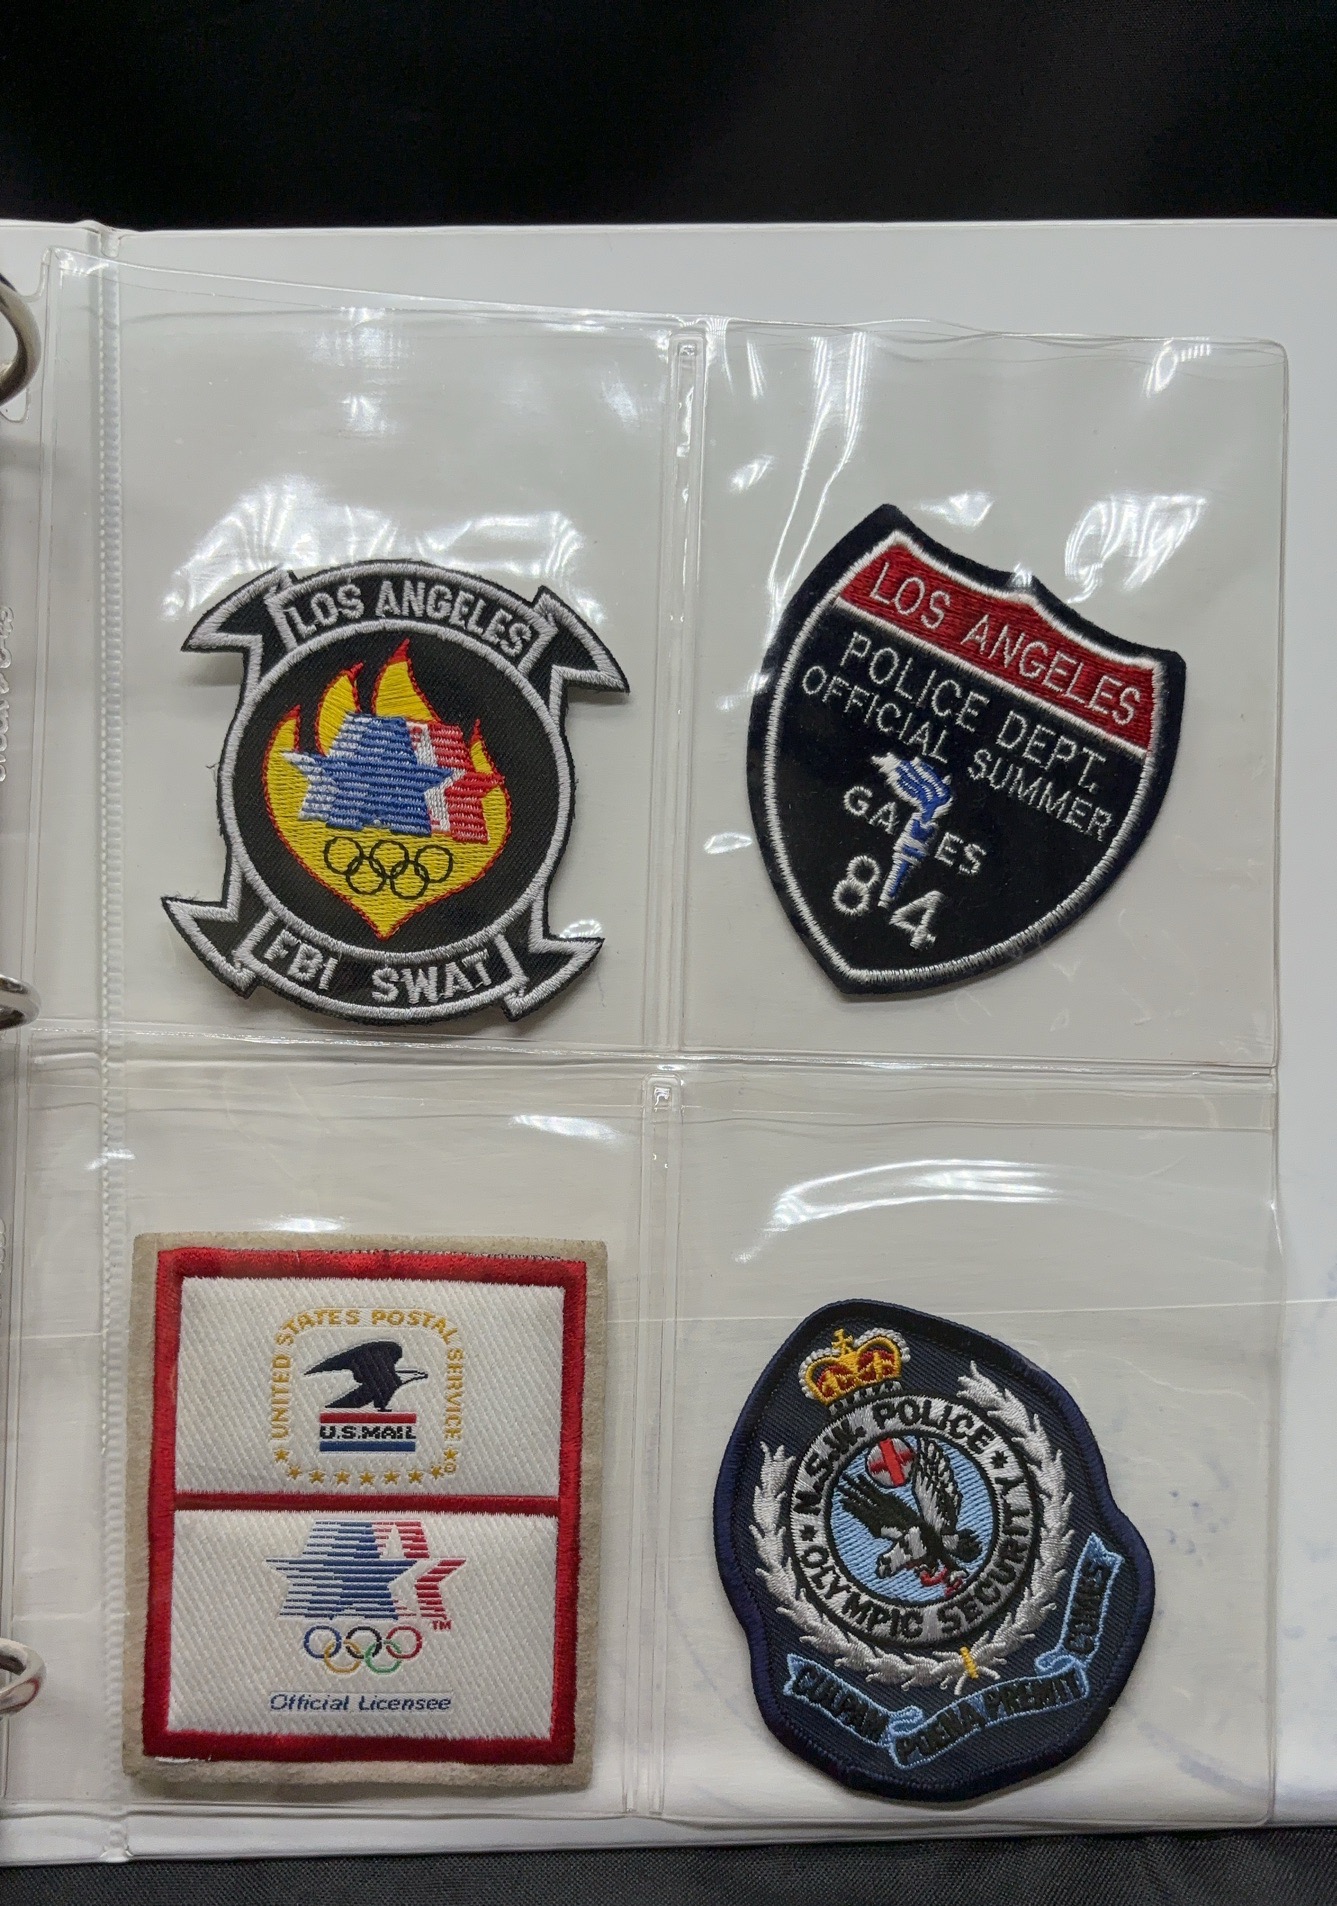 LOS ANGELES
FBI SWAT
LOS ANGELES
POLICE DEPT.
OFFICIAL SUMMER
GAMES
84
UNITED STATES POSTAL SERVICE
U.S.MAIL
TM
Official Licensee
N.S.W. POLICE
OLYMPIC SECURITY
CULPAM POENA PREMIT COMES